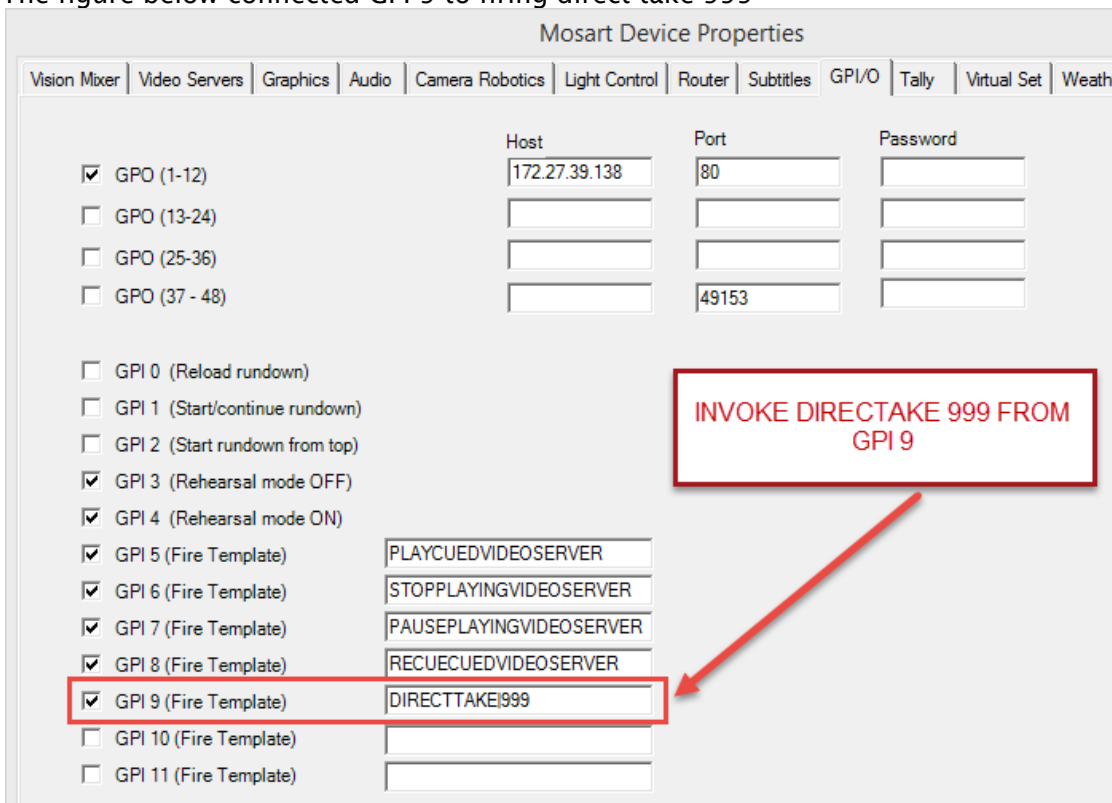 The figure below connected GPI 9 to firing direct take 999
Mosart Device Properties
Vision Mixer Video Servers Graphics Audio Camera Robotics Light Control Router Subtitles GPI/O Tally Virtual Set Weath
Host Port Password
GPO (1-12) 172.27.39.138 80
GPO (13-24)
GPO (25-36)
GPO (37 - 48) 49153
GPI 0 (Reload rundown)
GPI 1 (Start/continue rundown)
GPI 2 (Start rundown from top)
GPI 3 (Rehearsal mode OFF)
GPI 4 (Rehearsal mode ON)
INVOKE DIRECTAKE 999 FROM
GPI 9
GPI 5 (Fire Template) PLAYCUEDVIDEOSERVER
GPI 6 (Fire Template) STOPPLAYINGVIDEOSERVER
GPI 7 (Fire Template) PAUSEPLAYINGVIDEOSERVER
GPI 8 (Fire Template) RECUECUEDVIDEOSERVER
GPI 9 (Fire Template) DIRECTTAKE|999
GPI 10 (Fire Template)
GPI 11 (Fire Template)